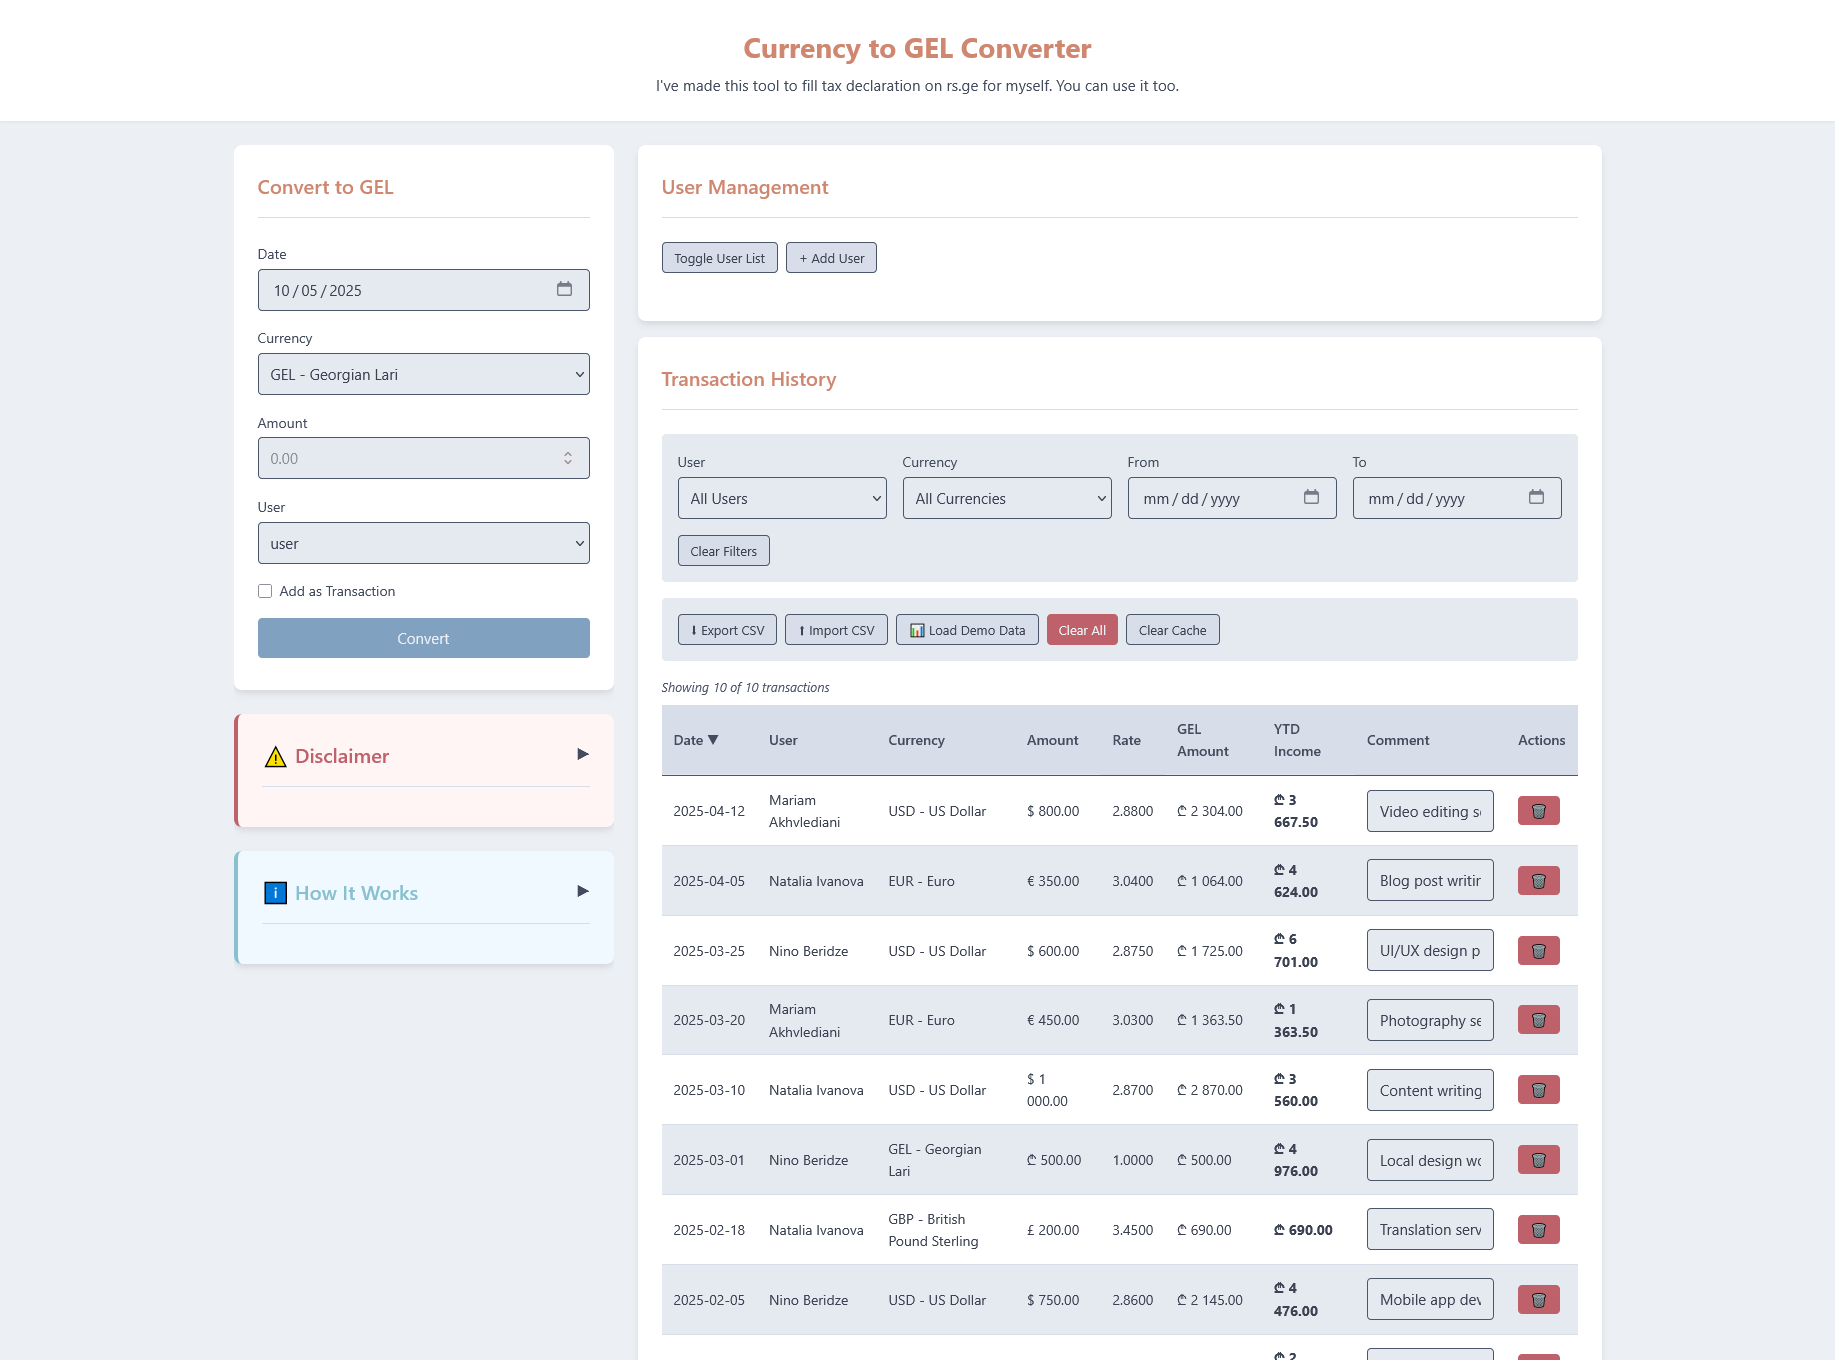 Currency to GEL Converter
I've made this tool to fill tax declaration on rs.ge for myself. You can use it too.
Convert to GEL
Date
10 / 05 / 2025
Currency
GEL - Georgian Lari
Amount
0.00
User
user
Add as Transaction
Convert
⚠ Disclaimer ▶
i How It Works ▶
User Management
Toggle User List + Add User
Transaction History
User Currency From To
All Users All Currencies mm / dd / yyyy mm / dd / yyyy
Clear Filters
⬇ Export CSV ⬆ Import CSV 📊 Load Demo Data Clear All Clear Cache
Showing 10 of 10 transactions
Date ▼ User Currency Amount Rate GEL Amount YTD Income Comment Actions
2025-04-12 Mariam Akhvlediani USD - US Dollar $ 800.00 2.8800 ₾ 2 304.00 ₾ 3 667.50 Video editing s
2025-04-05 Natalia Ivanova EUR - Euro € 350.00 3.0400 ₾ 1 064.00 ₾ 4 624.00 Blog post writir
2025-03-25 Nino Beridze USD - US Dollar $ 600.00 2.8750 ₾ 1 725.00 ₾ 6 701.00 UI/UX design p
2025-03-20 Mariam Akhvlediani EUR - Euro € 450.00 3.0300 ₾ 1 363.50 ₾ 1 363.50 Photography se
2025-03-10 Natalia Ivanova USD - US Dollar $ 1 000.00 2.8700 ₾ 2 870.00 ₾ 3 560.00 Content writing
2025-03-01 Nino Beridze GEL - Georgian Lari ₾ 500.00 1.0000 ₾ 500.00 ₾ 4 976.00 Local design wo
2025-02-18 Natalia Ivanova GBP - British Pound Sterling £ 200.00 3.4500 ₾ 690.00 ₾ 690.00 Translation serv
2025-02-05 Nino Beridze USD - US Dollar $ 750.00 2.8600 ₾ 2 145.00 ₾ 4 476.00 Mobile app dev
₾ 2